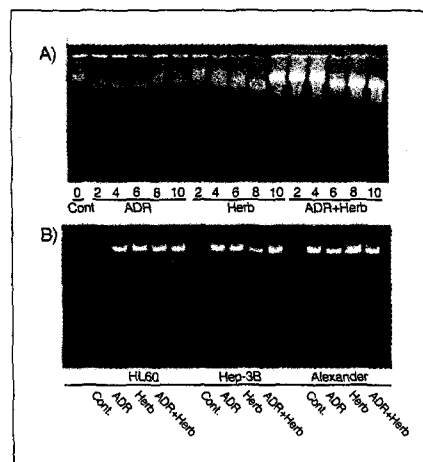 A)
0 2 4 6 8 10 2 4 6 8 10 2 4 6 8 10
Cont ADR Herb ADR+Herb
B)
HL60 Hep-3B Alexander
Cont. ADR Herb ADR+Herb Cont. ADR Herb ADR+Herb Cont. ADR Herb ADR+Herb